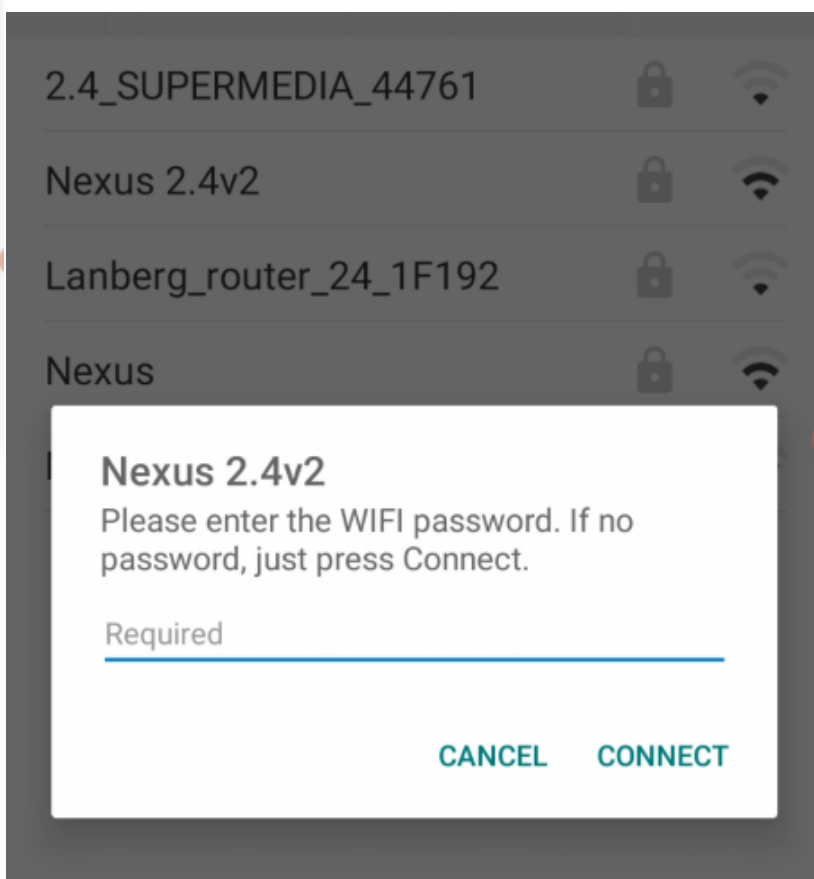 2.4_SUPERMEDIA_44761
Nexus 2.4v2
Lanberg_router_24_1F192
Nexus
Nexus 2.4v2
Please enter the WIFI password. If no
password, just press Connect.
Required
CANCEL CONNECT